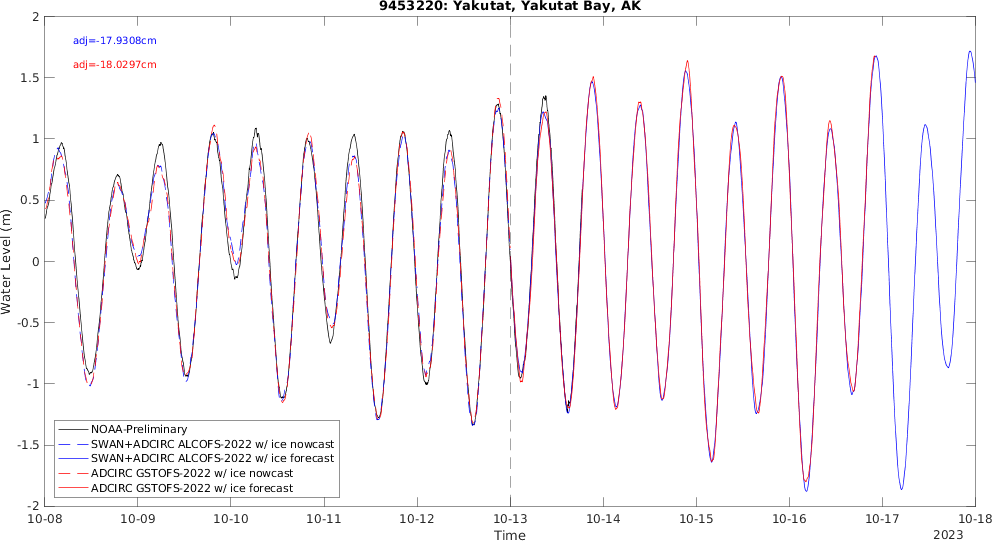 9453220: Yakutat, Yakutat Bay, AK
adj=-17.9308cm
adj=-18.0297cm
Water Level (m)
2
1.5
1
0.5
0
-0.5
-1
-1.5
-2
NOAA-Preliminary
SWAN+ADCIRC ALCOFS-2022 w/ ice nowcast
SWAN+ADCIRC ALCOFS-2022 w/ ice forecast
ADCIRC GSTOFS-2022 w/ ice nowcast
ADCIRC GSTOFS-2022 w/ ice forecast
10-08 10-09 10-10 10-11 10-12 10-13 10-14 10-15 10-16 10-17 10-18
Time
2023